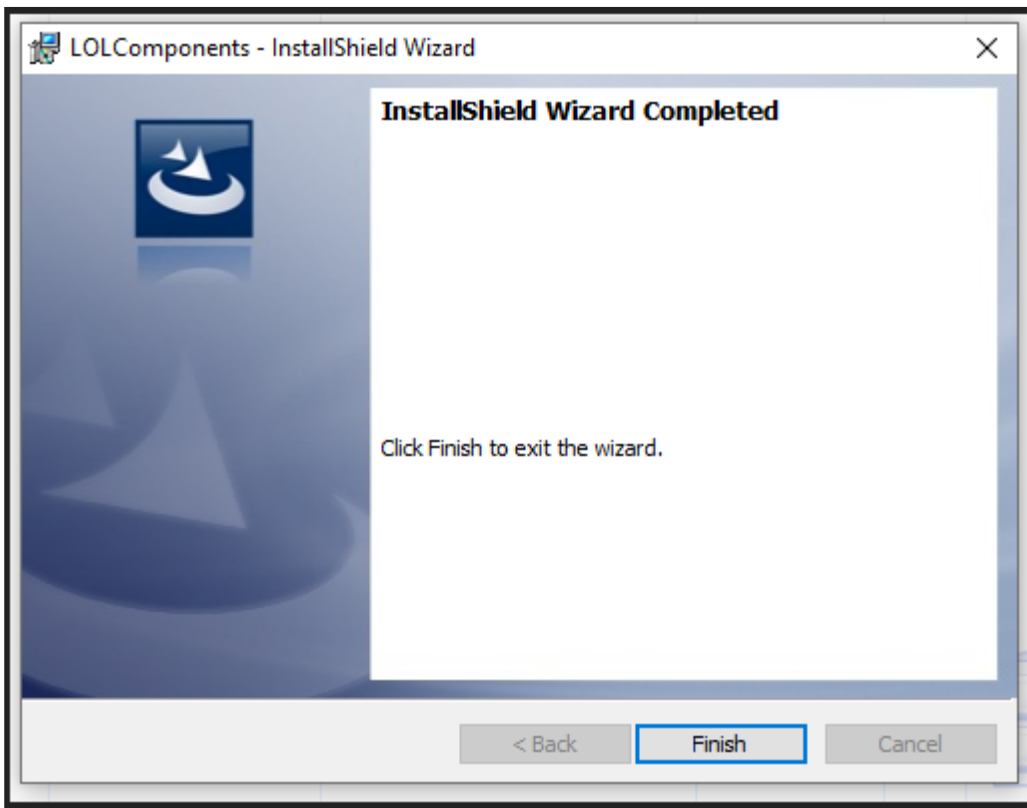 LOLComponents - InstallShield Wizard
InstallShield Wizard Completed
Click Finish to exit the wizard.
< Back
Finish
Cancel